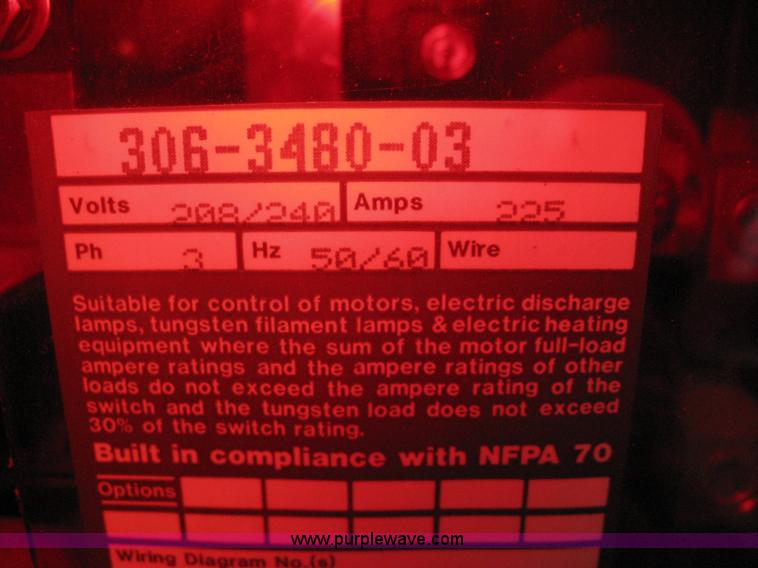 306-3480-03
Volts 208/240 Amps 225
Ph 3 Hz 50/60 Wire
Suitable for control of motors, electric discharge
lamps, tungsten filament lamps & electric heating
equipment where the sum of the motor full-load
ampere ratings and the ampere ratings of other
loads do not exceed the ampere rating of the
switch and the tungsten load does not exceed
30% of the switch rating.
Built in compliance with NFPA 70
Options
www.purplewave.com
Wiring Diagram No.(s)